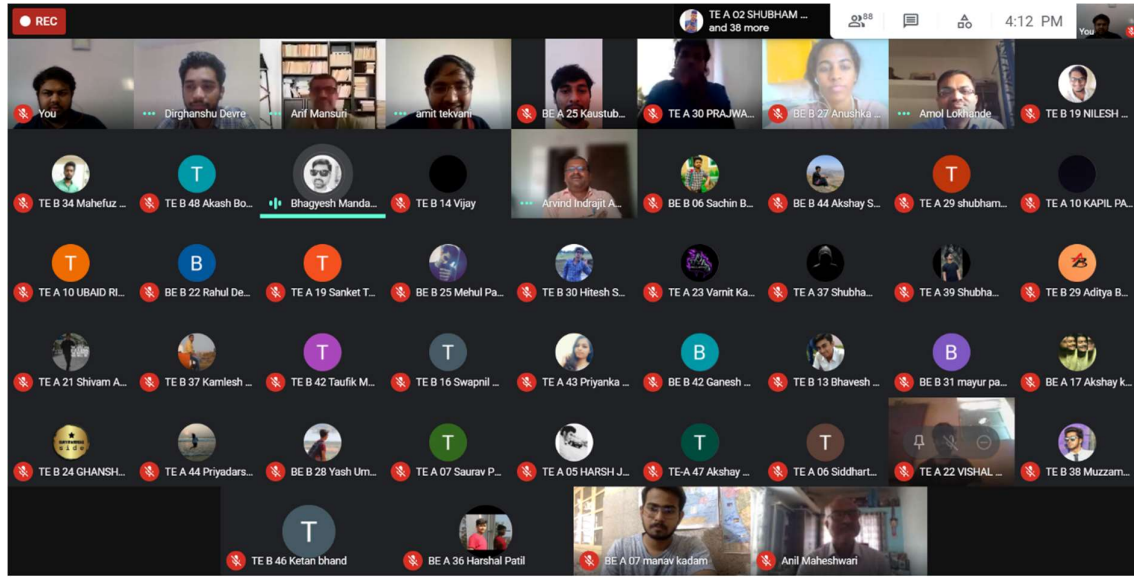 REC
TE A 02 SHUBHAM ...
and 38 more
88
4:12 PM
You
You
Dirghanshu Devre
Arif Mansuri
amit tekvani
BE A 25 Kaustub...
TE A 30 PRAJWA...
BE B 27 Anushka ...
Amol Lokhande
TE B 19 NILESH ...
T
T
TE B 34 Mahefuz ...
TE B 48 Akash Bo...
Bhagyesh Manda...
TE B 14 Vijay
Arvind Indrajit A...
BE B 06 Sachin B...
BE B 44 Akshay S...
TE A 29 shubham...
TE A 10 KAPIL PA...
T
B
T
TE A 10 UBAID RI...
BE B 22 Rahul De...
TE A 19 Sanket T...
BE B 25 Mehul Pa...
TE B 30 Hitesh S...
TE A 23 Varnit Ka...
TE A 37 Shubha...
TE A 39 Shubha...
TE B 29 Aditya B...
T
T
B
B
TE A 21 Shivam A...
TE B 37 Kamlesh ...
TE B 42 Taufik M...
TE B 16 Swapnil ...
TE A 43 Priyanka ...
BE B 42 Ganesh ...
TE B 13 Bhavesh ...
BE B 31 mayur pa...
BE A 17 Akshay k...
T
T
T
TE B 24 GHANSH...
TE A 44 Priyadars...
BE B 28 Yash Um...
TE A 07 Saurav P...
TE A 05 HARSH J...
TE-A 47 Akshay ...
TE A 06 Siddhart...
TE A 22 VISHAL ...
TE B 38 Muzzam...
T
TE B 46 Ketan bhand
BE A 36 Harshal Patil
BE A 07 manav kadam
Anil Maheshwari